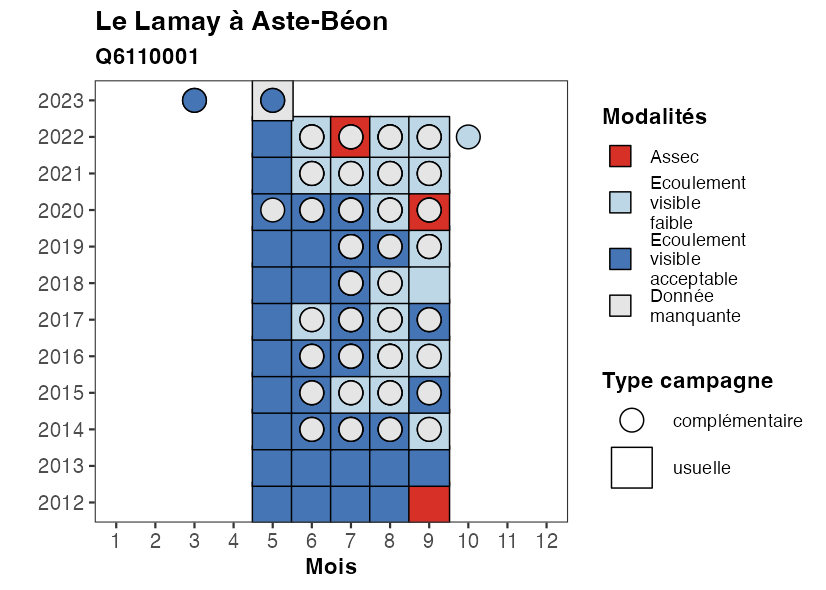 Le Lamay à Aste-Béon
Q6110001
2023
2022
2021
2020
2019
2018
2017
2016
2015
2014
2013
2012
1 2 3 4 5 6 7 8 9 10 11 12
Mois
Modalités
Assec
Ecoulement
visible
faible
Ecoulement
visible
acceptable
Donnée
manquante
Type campagne
complémentaire
usuelle